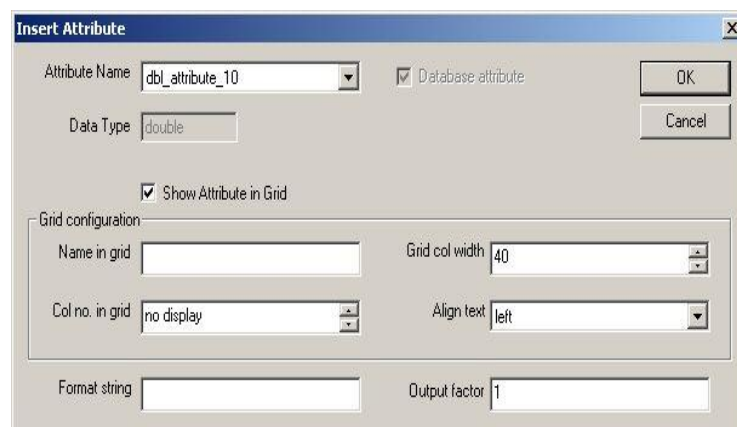 Insert Attribute
Attribute Name dbl_attribute_10 Database attribute OK
Data Type double Cancel
Show Attribute in Grid
Grid configuration
Name in grid Grid col width 40
Col no. in grid no display Align text left
Format string Output factor 1